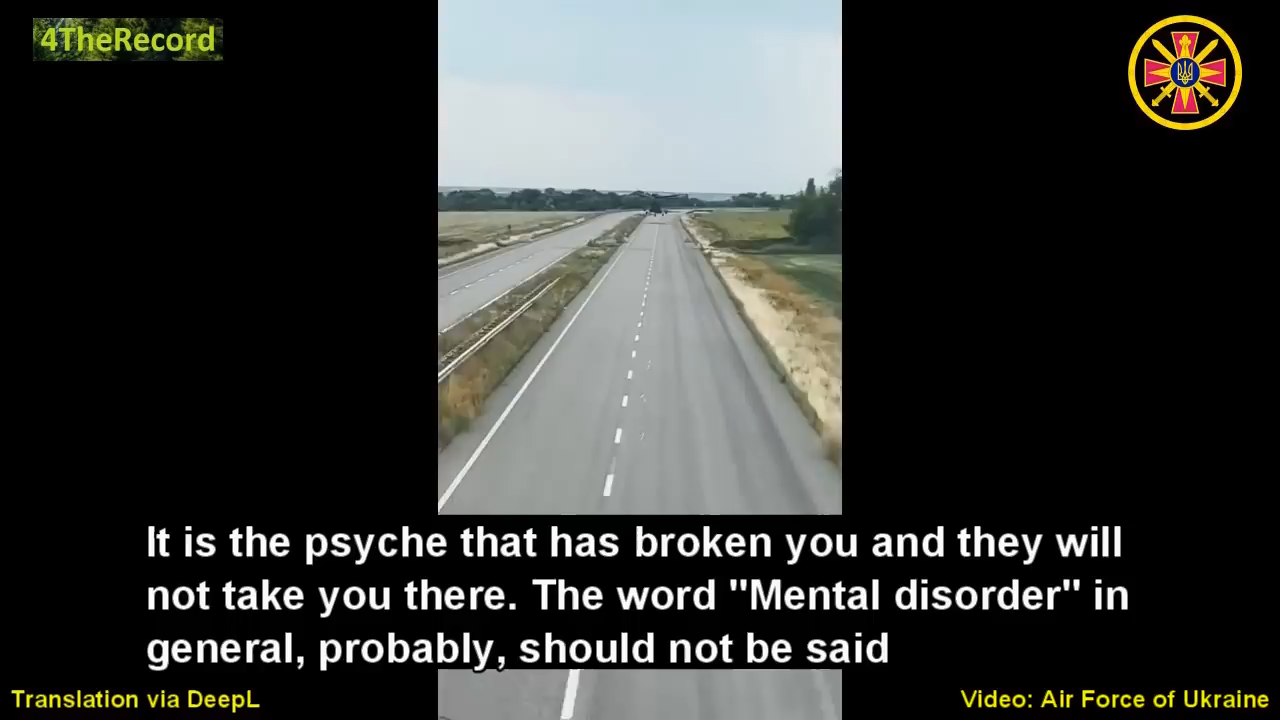 4TheRecord
It is the psyche that has broken you and they will
not take you there. The word "Mental disorder" in
general, probably, should not be said
Translation via DeepL
Video: Air Force of Ukraine